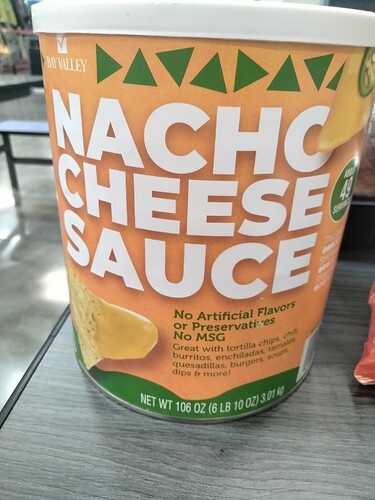 BAY VALLEY
NACHO
CHEESE
SAUCE
49
No Artificial Flavors
or Preservatives
No MSG
Great with tortilla chips, chili,
burritos, enchiladas, tamales,
quesadillas, burgers, soups,
dips & more!
NET WT 106 OZ (6 LB 10 OZ) 3.01 kg